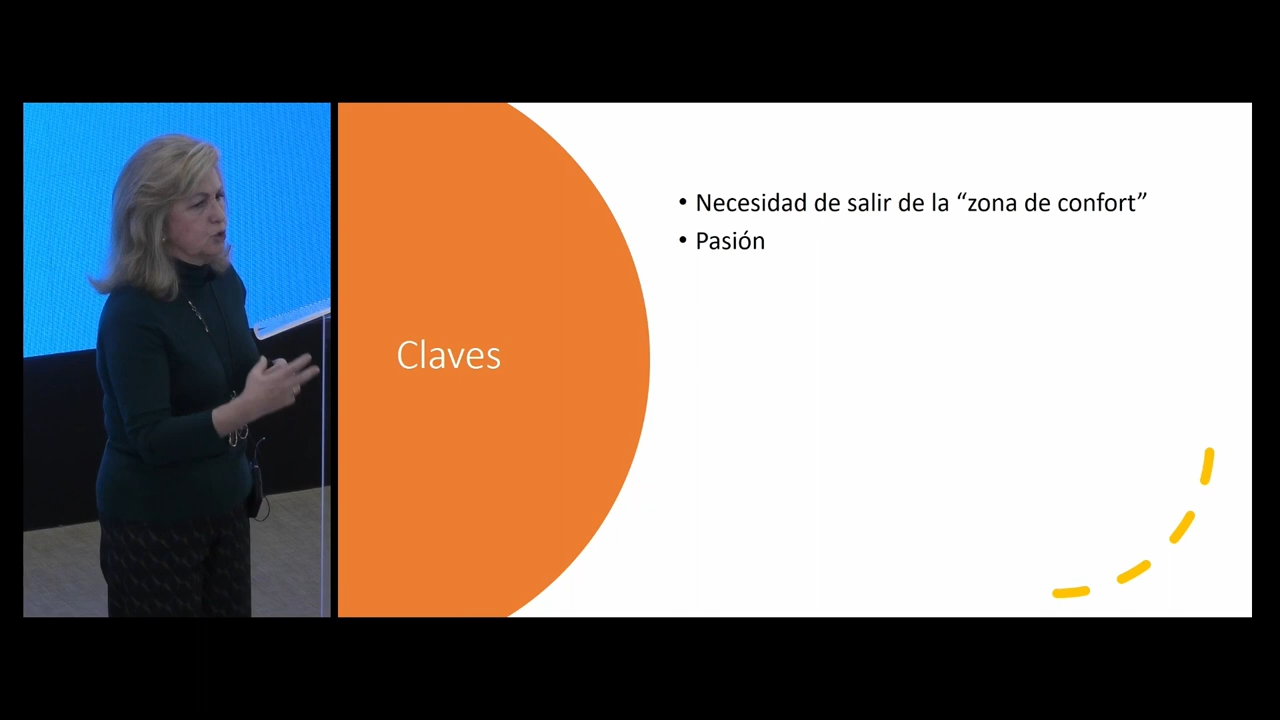 Claves
• Necesidad de salir de la “zona de confort”
• Pasión